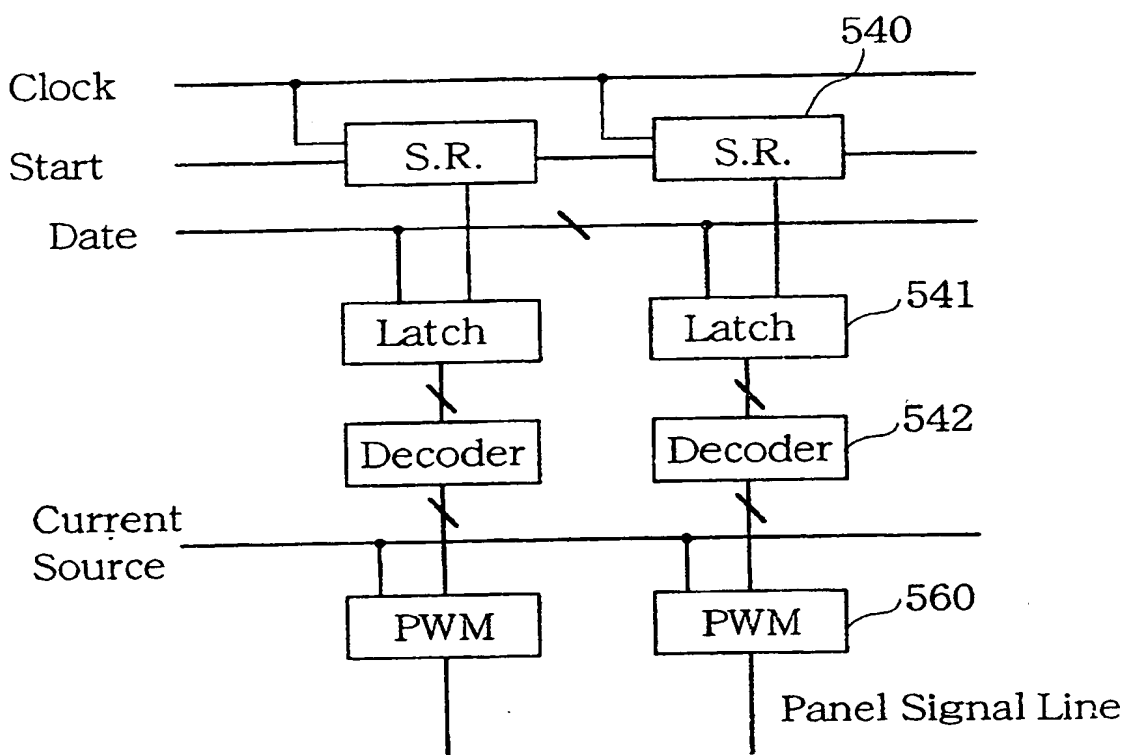 540
Clock
S.R.
S.R.
Start
Date
541
Latch
Latch
542
Decoder
Decoder
Current
Source
560
PWM
PWM
Panel Signal Line